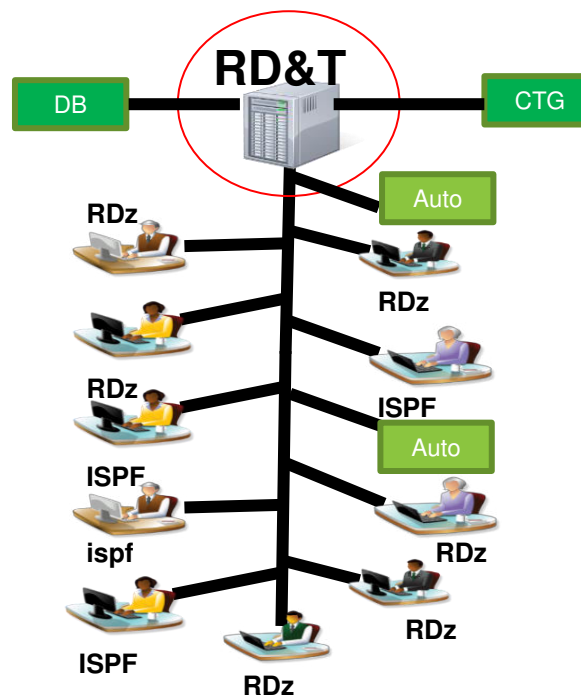 RD&T
DB
CTG
Auto
RDz
RDz
RDz
ISPF
Auto
ISPF
ispf
RDz
RDz
ISPF
RDz